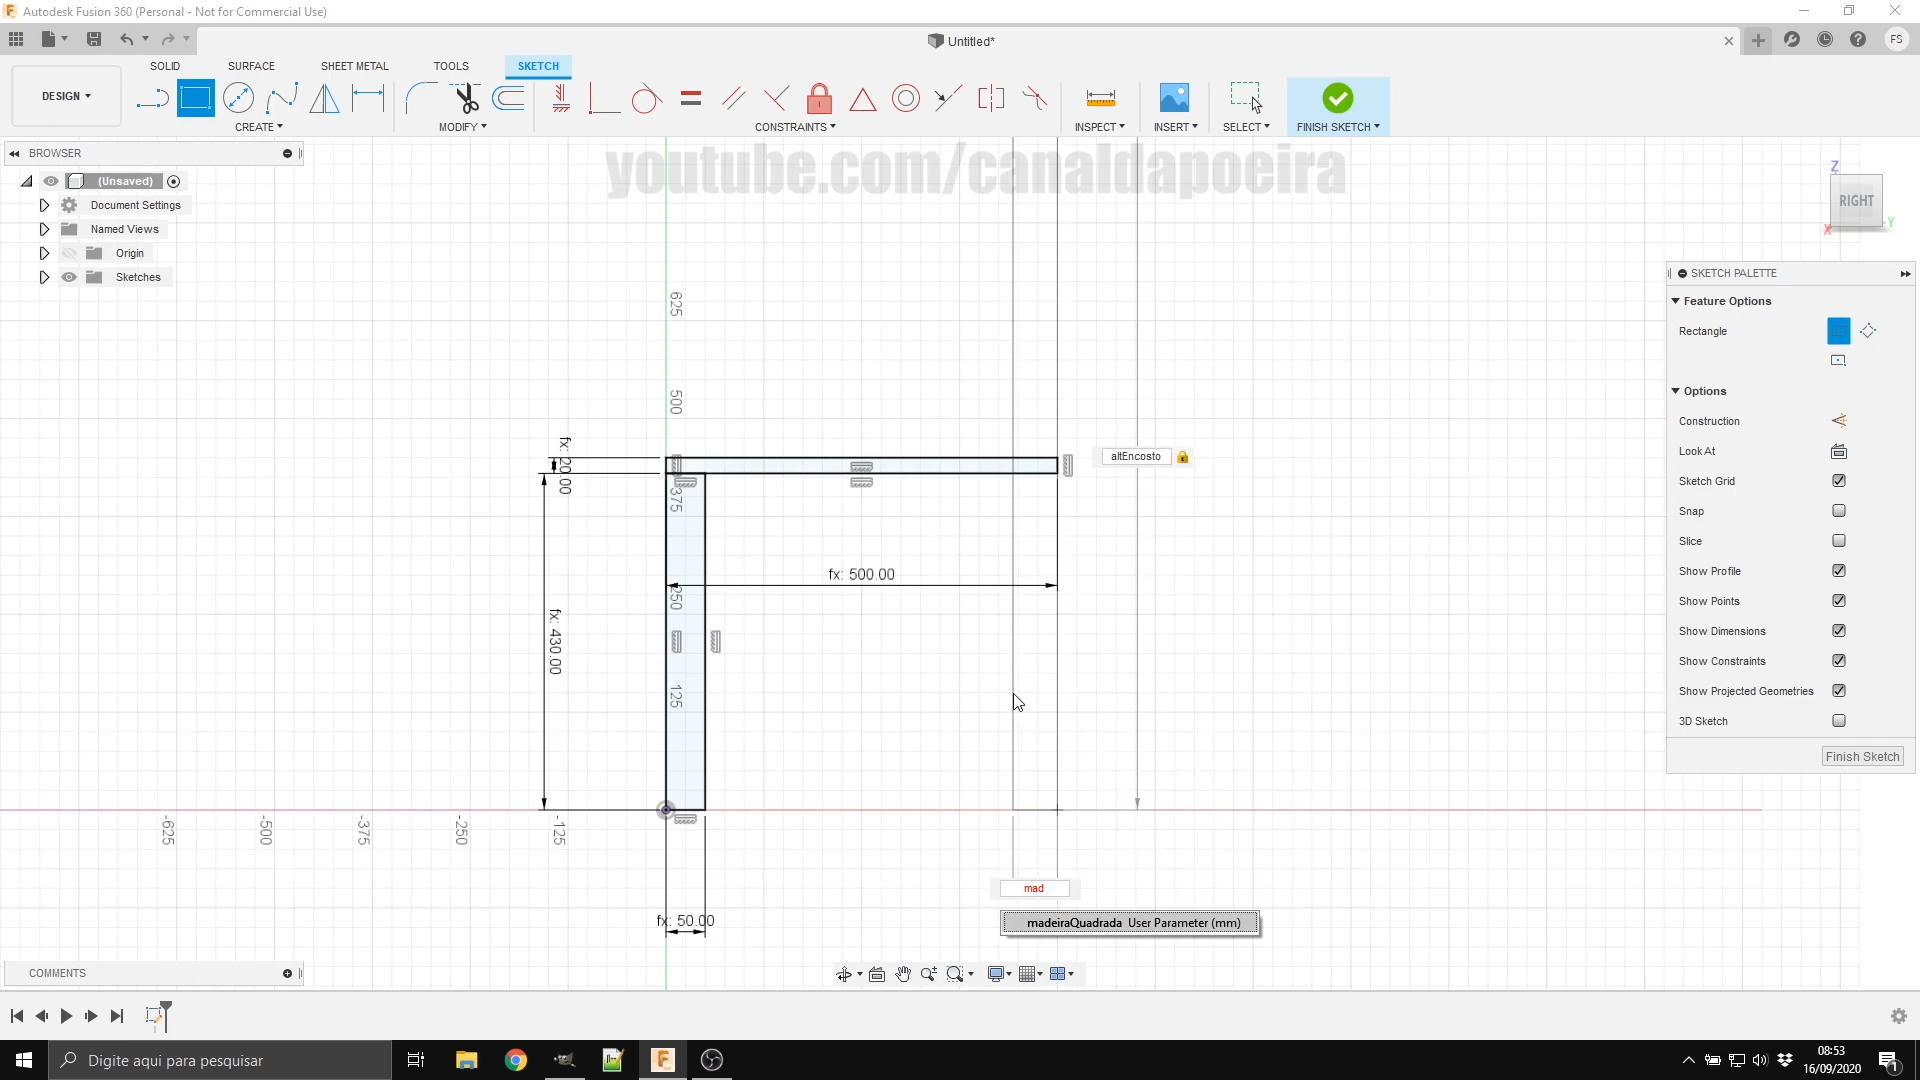 Autodesk Fusion 360 (Personal - Not for Commercial Use)
Untitled*
FS
DESIGN
SOLID
SURFACE
SHEET METAL
TOOLS
SKETCH
CREATE
MODIFY
CONSTRAINTS
INSPECT
INSERT
SELECT
FINISH SKETCH
BROWSER
(Unsaved)
Document Settings
Named Views
Origin
Sketches
youtube.com/canaldapoeira
Z
RIGHT
Y
X
SKETCH PALETTE
Feature Options
Rectangle
Options
Construction
Look At
Sketch Grid
Snap
Slice
Show Profile
Show Points
Show Dimensions
Show Constraints
Show Projected Geometries
3D Sketch
Finish Sketch
625
500
375
250
125
fx: 20.00
altEncosto
fx: 500.00
fx: 430.00
-625
-500
-375
-250
-125
fx: 50.00
mad
madeiraQuadrada User Parameter (mm)
COMMENTS
Digite aqui para pesquisar
08:53
16/09/2020
1